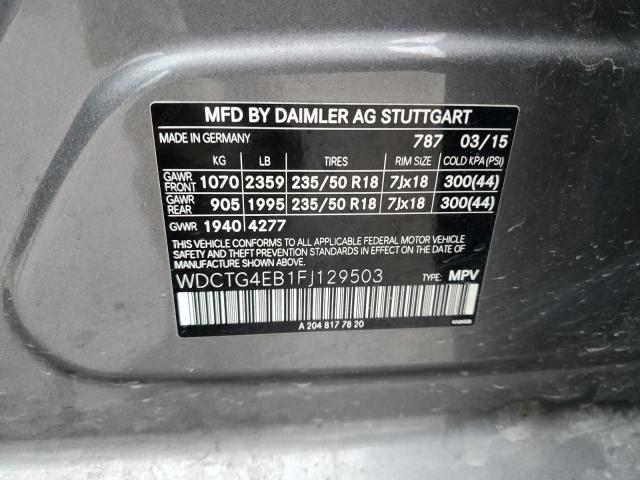 MFD BY DAIMLER AG STUTTGART
MADE IN GERMANY 787 03/15
KG LB TIRES RIM SIZE COLD KPA(PSI)
GAWR FRONT 1070 2359 235/50 R18 7Jx18 300(44)
GAWR REAR 905 1995 235/50 R18 7Jx18 300(44)
GVWR 1940 4277
THIS VEHICLE CONFORMS TO ALL APPLICABLE FEDERAL MOTOR VEHICLE
SAFETY AND THEFT PREVENTION STANDARDS
IN EFFECT ON THE DATE OF MANUFACTURE SHOWN ABOVE.
WDCTG4EB1FJ129503 TYPE: MPV
A 204 817 78 20